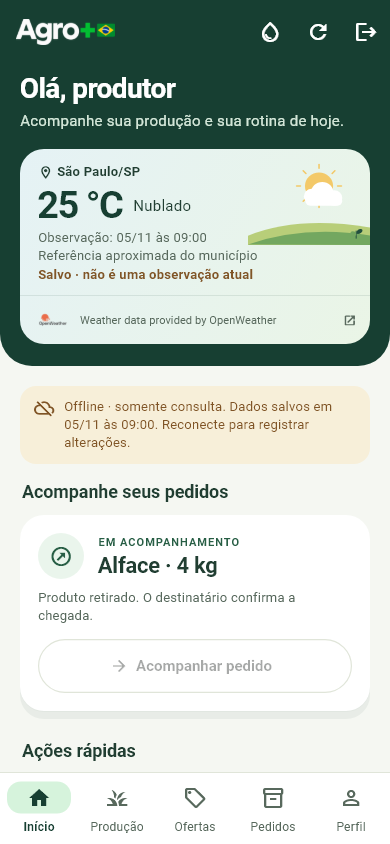 Agro+
Olá, produtor
Acompanhe sua produção e sua rotina de hoje.
São Paulo/SP
25 °C Nublado
Observação: 05/11 às 09:00
Referência aproximada do município
Salvo · não é uma observação atual
OpenWeather Weather data provided by OpenWeather
Offline · somente consulta. Dados salvos em
05/11 às 09:00. Reconecte para registrar
alterações.
Acompanhe seus pedidos
EM ACOMPANHAMENTO
Alface · 4 kg
Produto retirado. O destinatário confirma a
chegada.
Acompanhar pedido
Ações rápidas
Início Produção Ofertas Pedidos Perfil